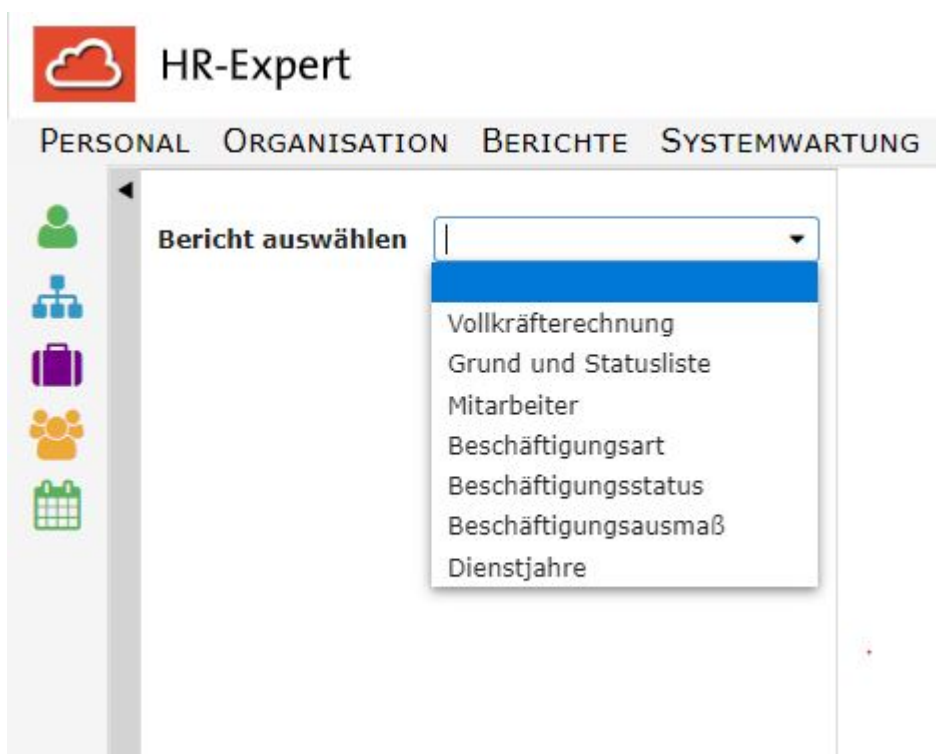 HR-Expert
PERSONAL ORGANISATION BERICHTE SYSTEMWARTUNG
Bericht auswählen
Vollkräfterechnung
Grund und Statusliste
Mitarbeiter
Beschäftigungsart
Beschäftigungsstatus
Beschäftigungsausmaß
Dienstjahre